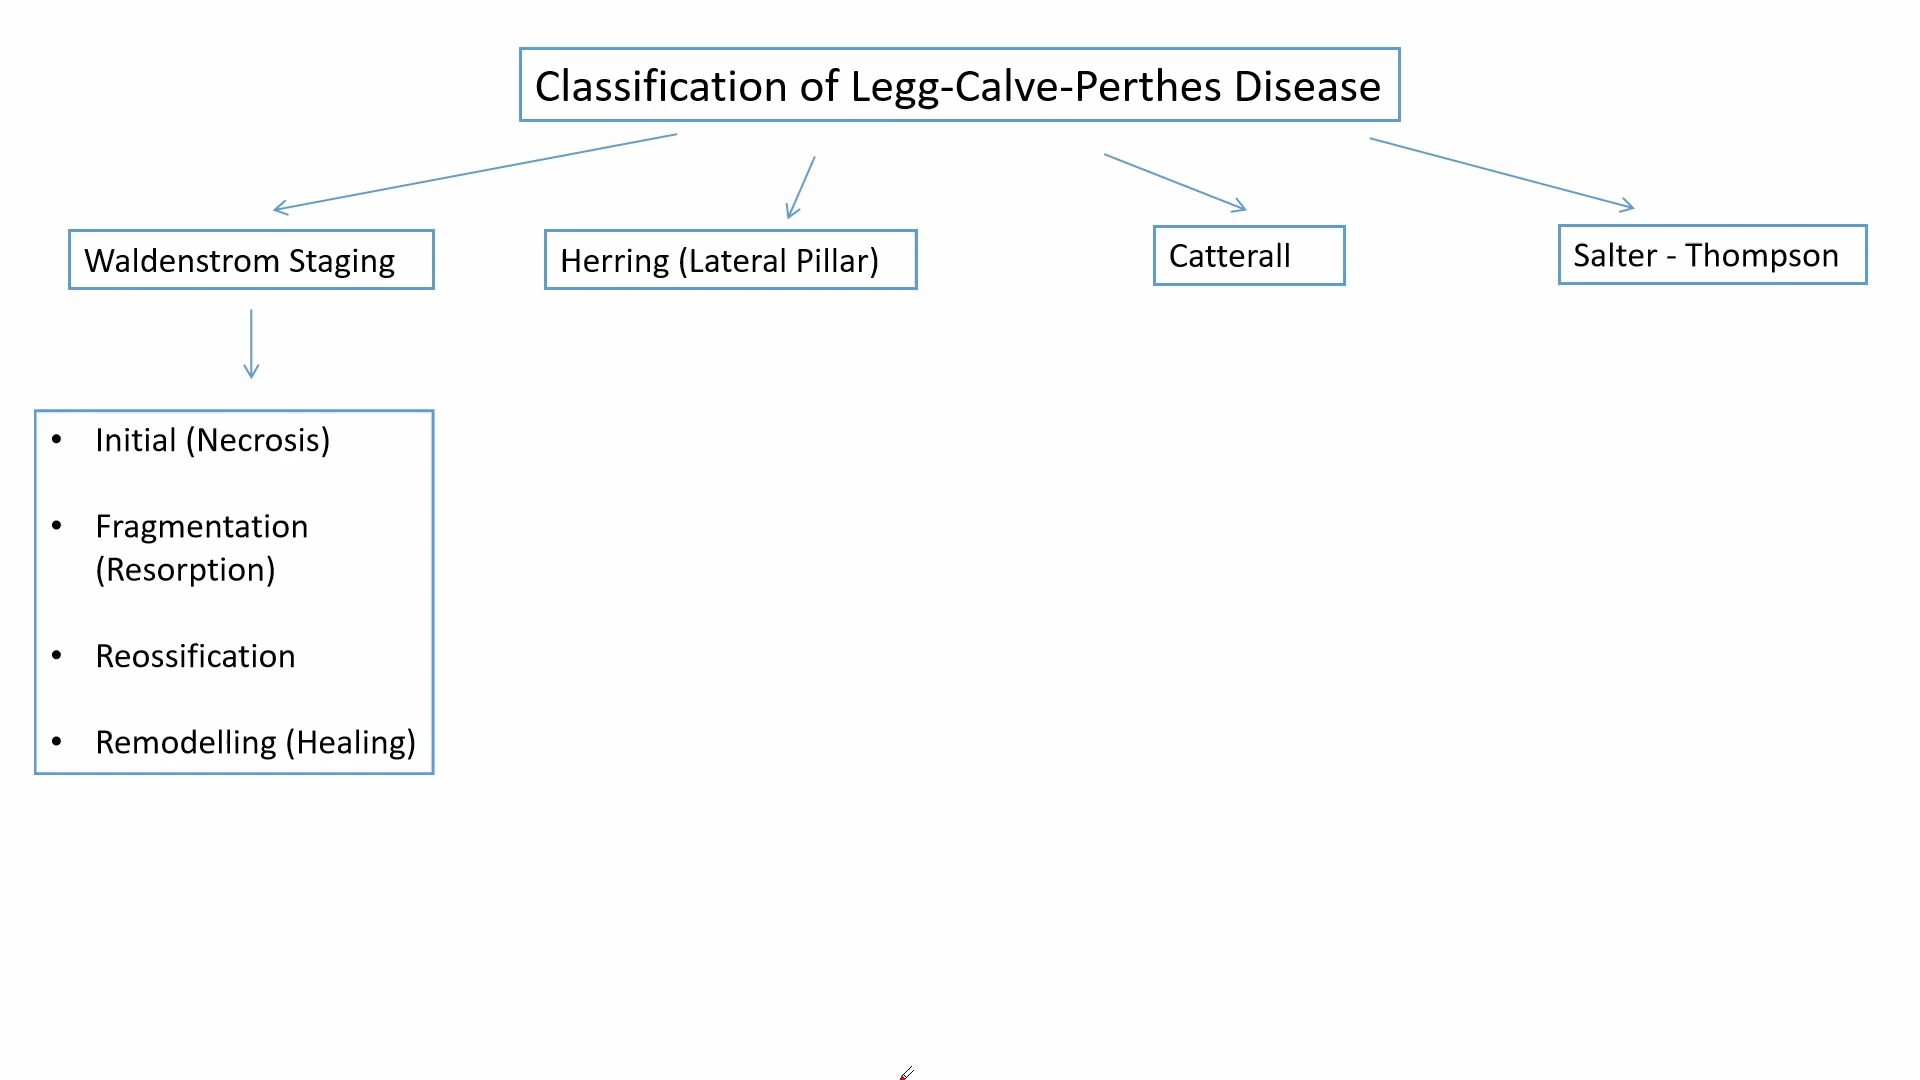 Classification of Legg-Calve-Perthes Disease
Waldenstrom Staging
Herring (Lateral Pillar)
Catterall
Salter - Thompson
• Initial (Necrosis)
• Fragmentation
(Resorption)
• Reossification
• Remodelling (Healing)